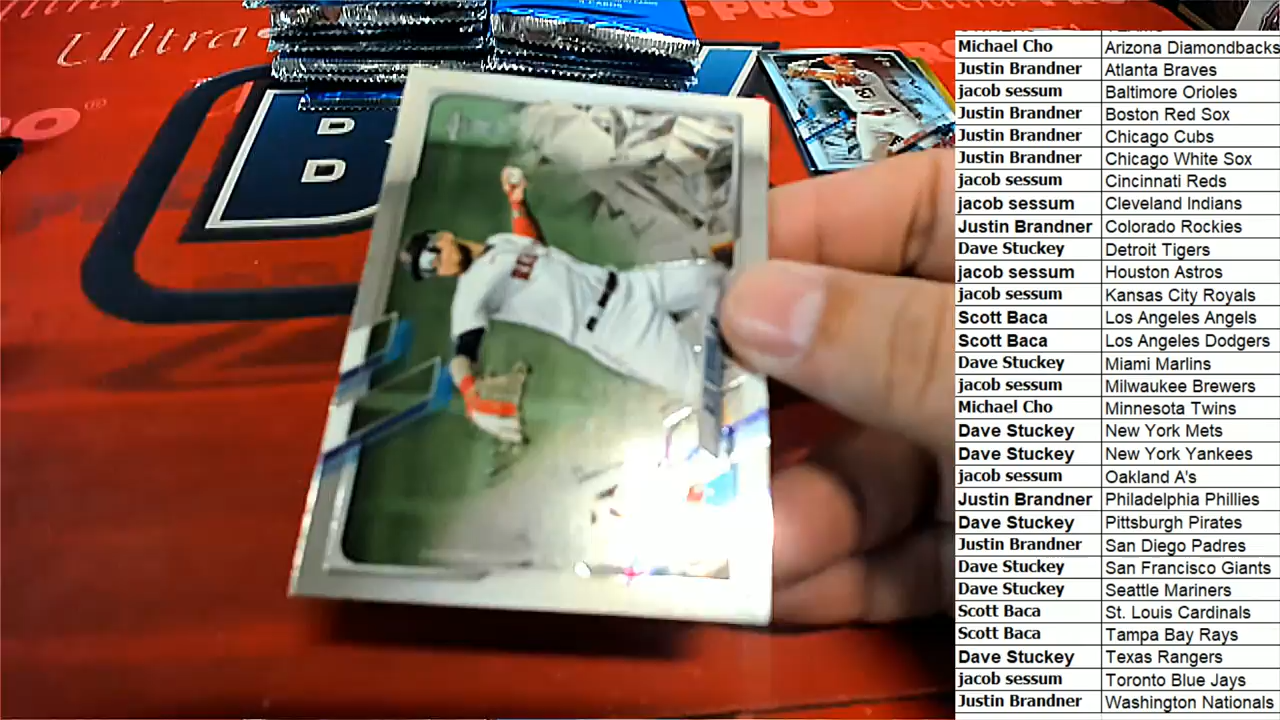 Ultra PRO
PRO
B
D
Michael Cho Arizona Diamondbacks
Justin Brandner Atlanta Braves
jacob sessum Baltimore Orioles
Justin Brandner Boston Red Sox
Justin Brandner Chicago Cubs
Justin Brandner Chicago White Sox
jacob sessum Cincinnati Reds
jacob sessum Cleveland Indians
Justin Brandner Colorado Rockies
Dave Stuckey Detroit Tigers
jacob sessum Houston Astros
jacob sessum Kansas City Royals
Scott Baca Los Angeles Angels
Scott Baca Los Angeles Dodgers
Dave Stuckey Miami Marlins
jacob sessum Milwaukee Brewers
Michael Cho Minnesota Twins
Dave Stuckey New York Mets
Dave Stuckey New York Yankees
jacob sessum Oakland A's
Justin Brandner Philadelphia Phillies
Dave Stuckey Pittsburgh Pirates
Justin Brandner San Diego Padres
Dave Stuckey San Francisco Giants
Dave Stuckey Seattle Mariners
Scott Baca St. Louis Cardinals
Scott Baca Tampa Bay Rays
Dave Stuckey Texas Rangers
jacob sessum Toronto Blue Jays
Justin Brandner Washington Nationals